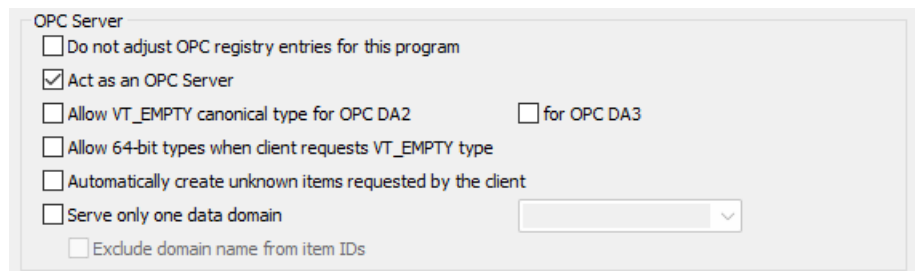 OPC Server
Do not adjust OPC registry entries for this program
Act as an OPC Server
Allow VT_EMPTY canonical type for OPC DA2 for OPC DA3
Allow 64-bit types when client requests VT_EMPTY type
Automatically create unknown items requested by the client
Serve only one data domain
Exclude domain name from item IDs